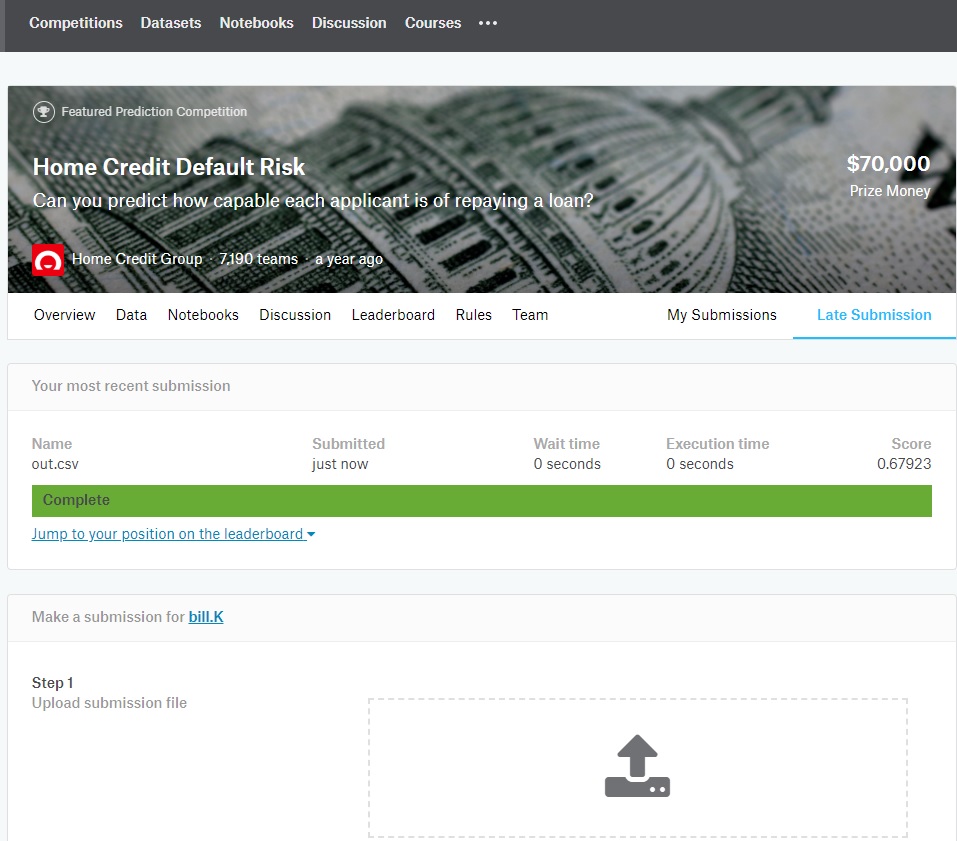 Competitions Datasets Notebooks Discussion Courses •••
Featured Prediction Competition
Home Credit Default Risk
$70,000
Can you predict how capable each applicant is of repaying a loan?
Prize Money
Home Credit Group · 7,190 teams · a year ago
Overview Data Notebooks Discussion Leaderboard Rules Team My Submissions Late Submission
Your most recent submission
Name Submitted Wait time Execution time Score
out.csv just now 0 seconds 0 seconds 0.67923
Complete
Jump to your position on the leaderboard
Make a submission for bill.K
Step 1
Upload submission file